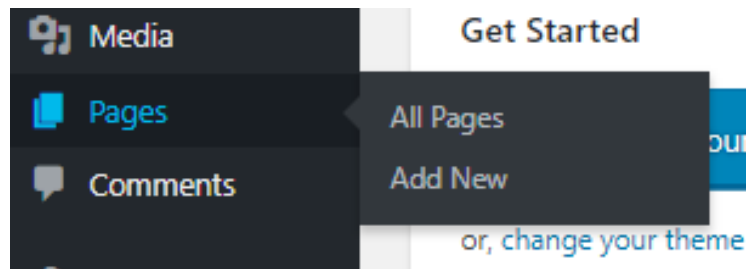 Media
Pages
Comments
All Pages
Add New
Get Started
or, change your theme